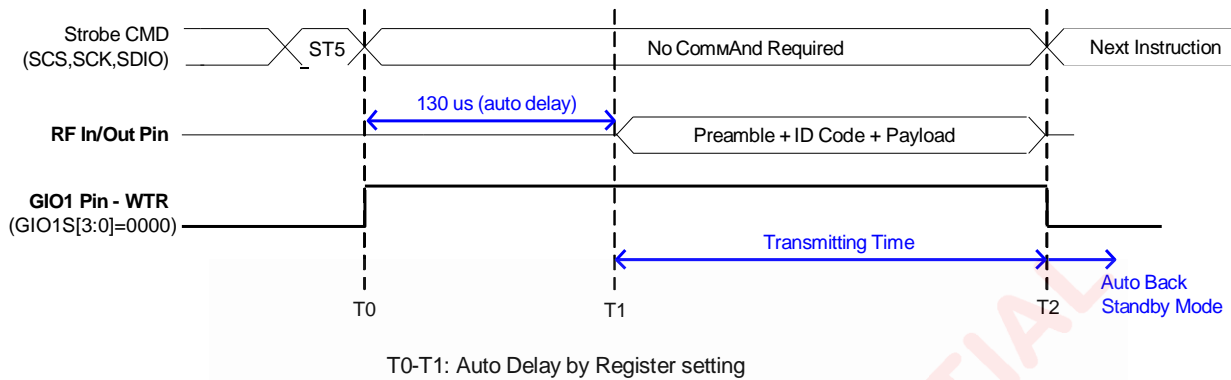 Strobe CMD
(SCS,SCK,SDIO)
ST5
No CommAnd Required
Next Instruction
130 us (auto delay)
RF In/Out Pin
Preamble + ID Code + Payload
GIO1 Pin - WTR
(GIO1S[3:0]=0000)
Transmitting Time
Auto Back
Standby Mode
T0
T1
T2
T0-T1: Auto Delay by Register setting
TIAL